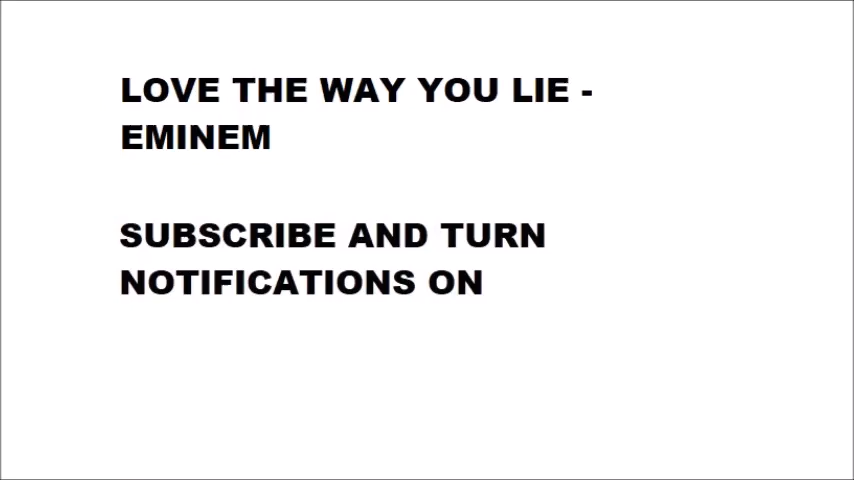 LOVE THE WAY YOU LIE -
EMINEM
SUBSCRIBE AND TURN
NOTIFICATIONS ON